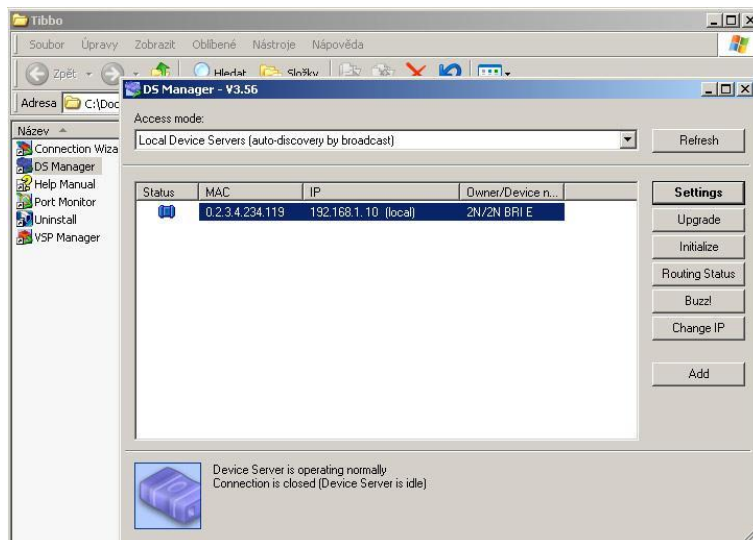 Tibbo
Soubor Úpravy Zobrazit Oblíbené Nástroje Nápověda
Zpět Hledat Složky
Adresa C:\Doc
DS Manager - V3.56
Access mode:
Local Device Servers (auto-discovery by broadcast)
Refresh
Název
Connection Wiza
DS Manager
Help Manual
Port Monitor
Uninstall
VSP Manager
Status MAC IP Owner/Device n...
0.2.3.4.234.119 192.168.1. 10 (local) 2N/2N BRI E
Settings
Upgrade
Initialize
Routing Status
Buzz!
Change IP
Add
Device Server is operating normally
Connection is closed (Device Server is idle)